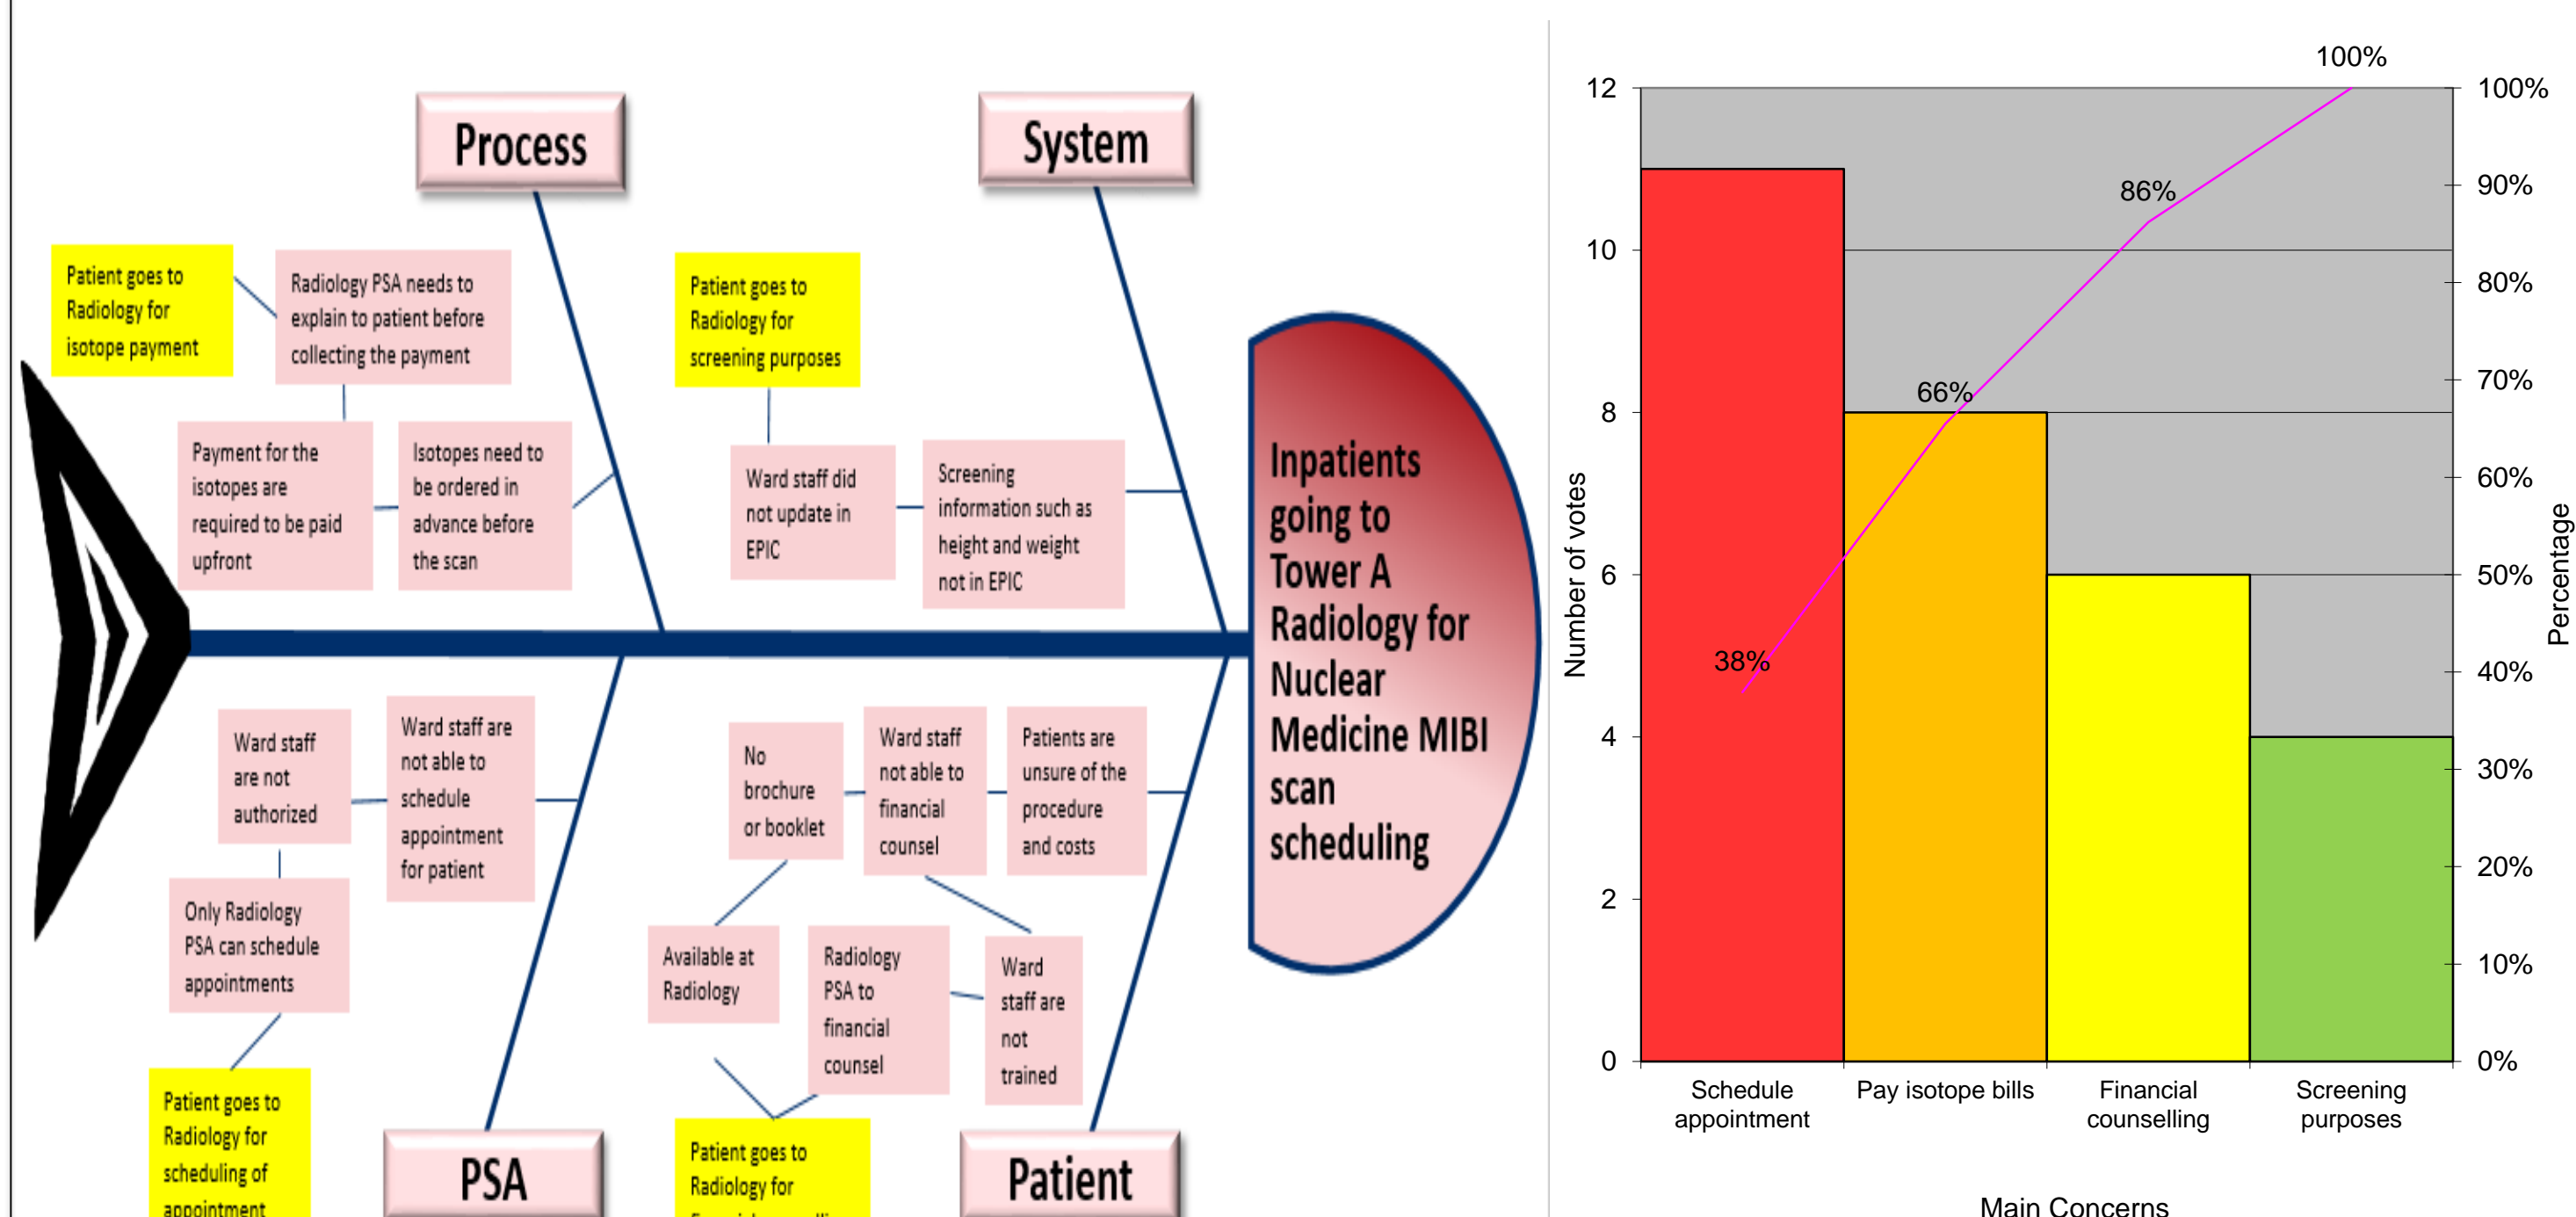 Process
System
Patient goes to
Radiology for
isotope payment
Radiology PSA needs to
explain to patient before
collecting the payment
Payment for the
isotopes are
required to be paid
upfront
Isotopes need to
be ordered in
advance before
the scan
Patient goes to
Radiology for
screening purposes
Ward staff did
not update in
EPIC
Screening
information such as
height and weight
not in EPIC
Inpatients
going to
Tower A
Radiology for
Nuclear
Medicine MIBI
scan
scheduling
Ward staff
are not
authorized
Ward staff are
not able to
schedule
appointment
for patient
Only Radiology
PSA can schedule
appointments
Patient goes to
Radiology for
scheduling of
appointment
No
brochure
or booklet
Ward staff
not able to
financial
counsel
Patients are
unsure of the
procedure
and costs
Available at
Radiology
Radiology
PSA to
financial
counsel
Ward
staff are
not
trained
Patient goes to
Radiology for
PSA
Patient
Number of votes
12
10
8
6
4
2
0
38%
66%
86%
100%
100%
90%
80%
70%
60%
50%
40%
30%
20%
10%
0%
Percentage
Schedule
appointment
Pay isotope bills
Financial
counselling
Screening
purposes
Main Concerns